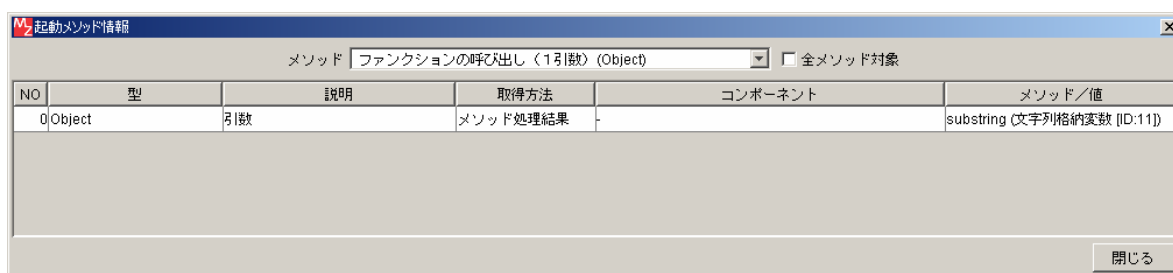 起動メソッド情報
メソッド ファンクションの呼び出し（１引数）(Object) 全メソッド対象
NO 型 説明 取得方法 コンポーネント メソッド／値
0 Object 引数 メソッド処理結果 - substring (文字列格納変数 [ID:11])
閉じる